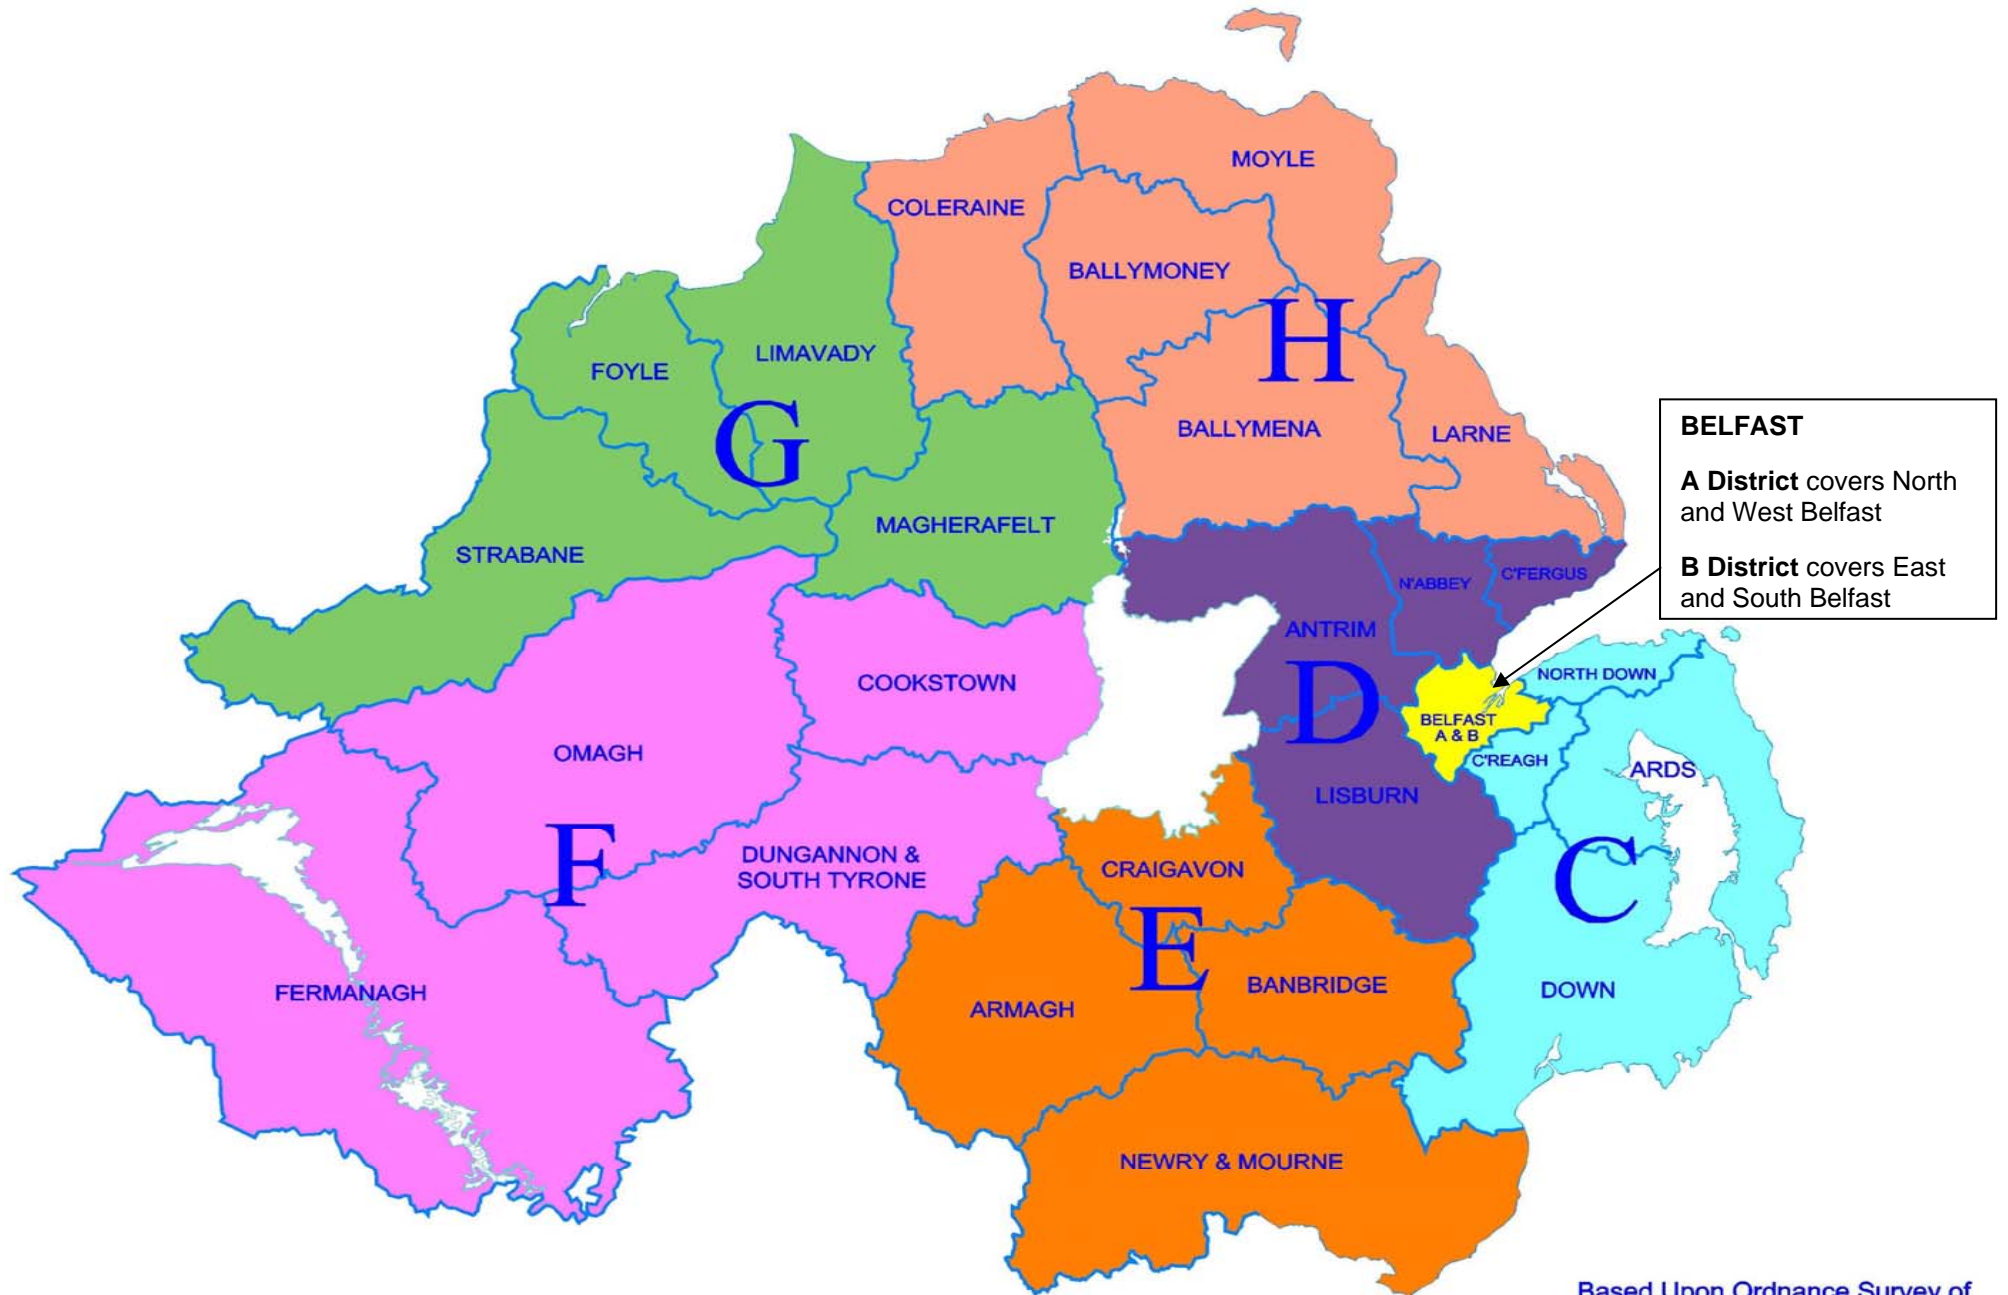 MOYLE
COLERAINE
BALLYMONEY
H
LIMAVADY
FOYLE
G
BALLYMENA
LARNE
BELFAST
A District covers North
and West Belfast
B District covers East
and South Belfast
MAGHERAFELT
STRABANE
N'ABBEY
C'FERGUS
ANTRIM
D
COOKSTOWN
NORTH DOWN
BELFAST
A & B
OMAGH
C'REAGH
ARDS
LISBURN
F
DUNGANNON &
SOUTH TYRONE
CRAIGAVON
C
E
FERMANAGH
ARMAGH
BANBRIDGE
DOWN
NEWRY & MOURNE
Based Upon Ordnance Survey of